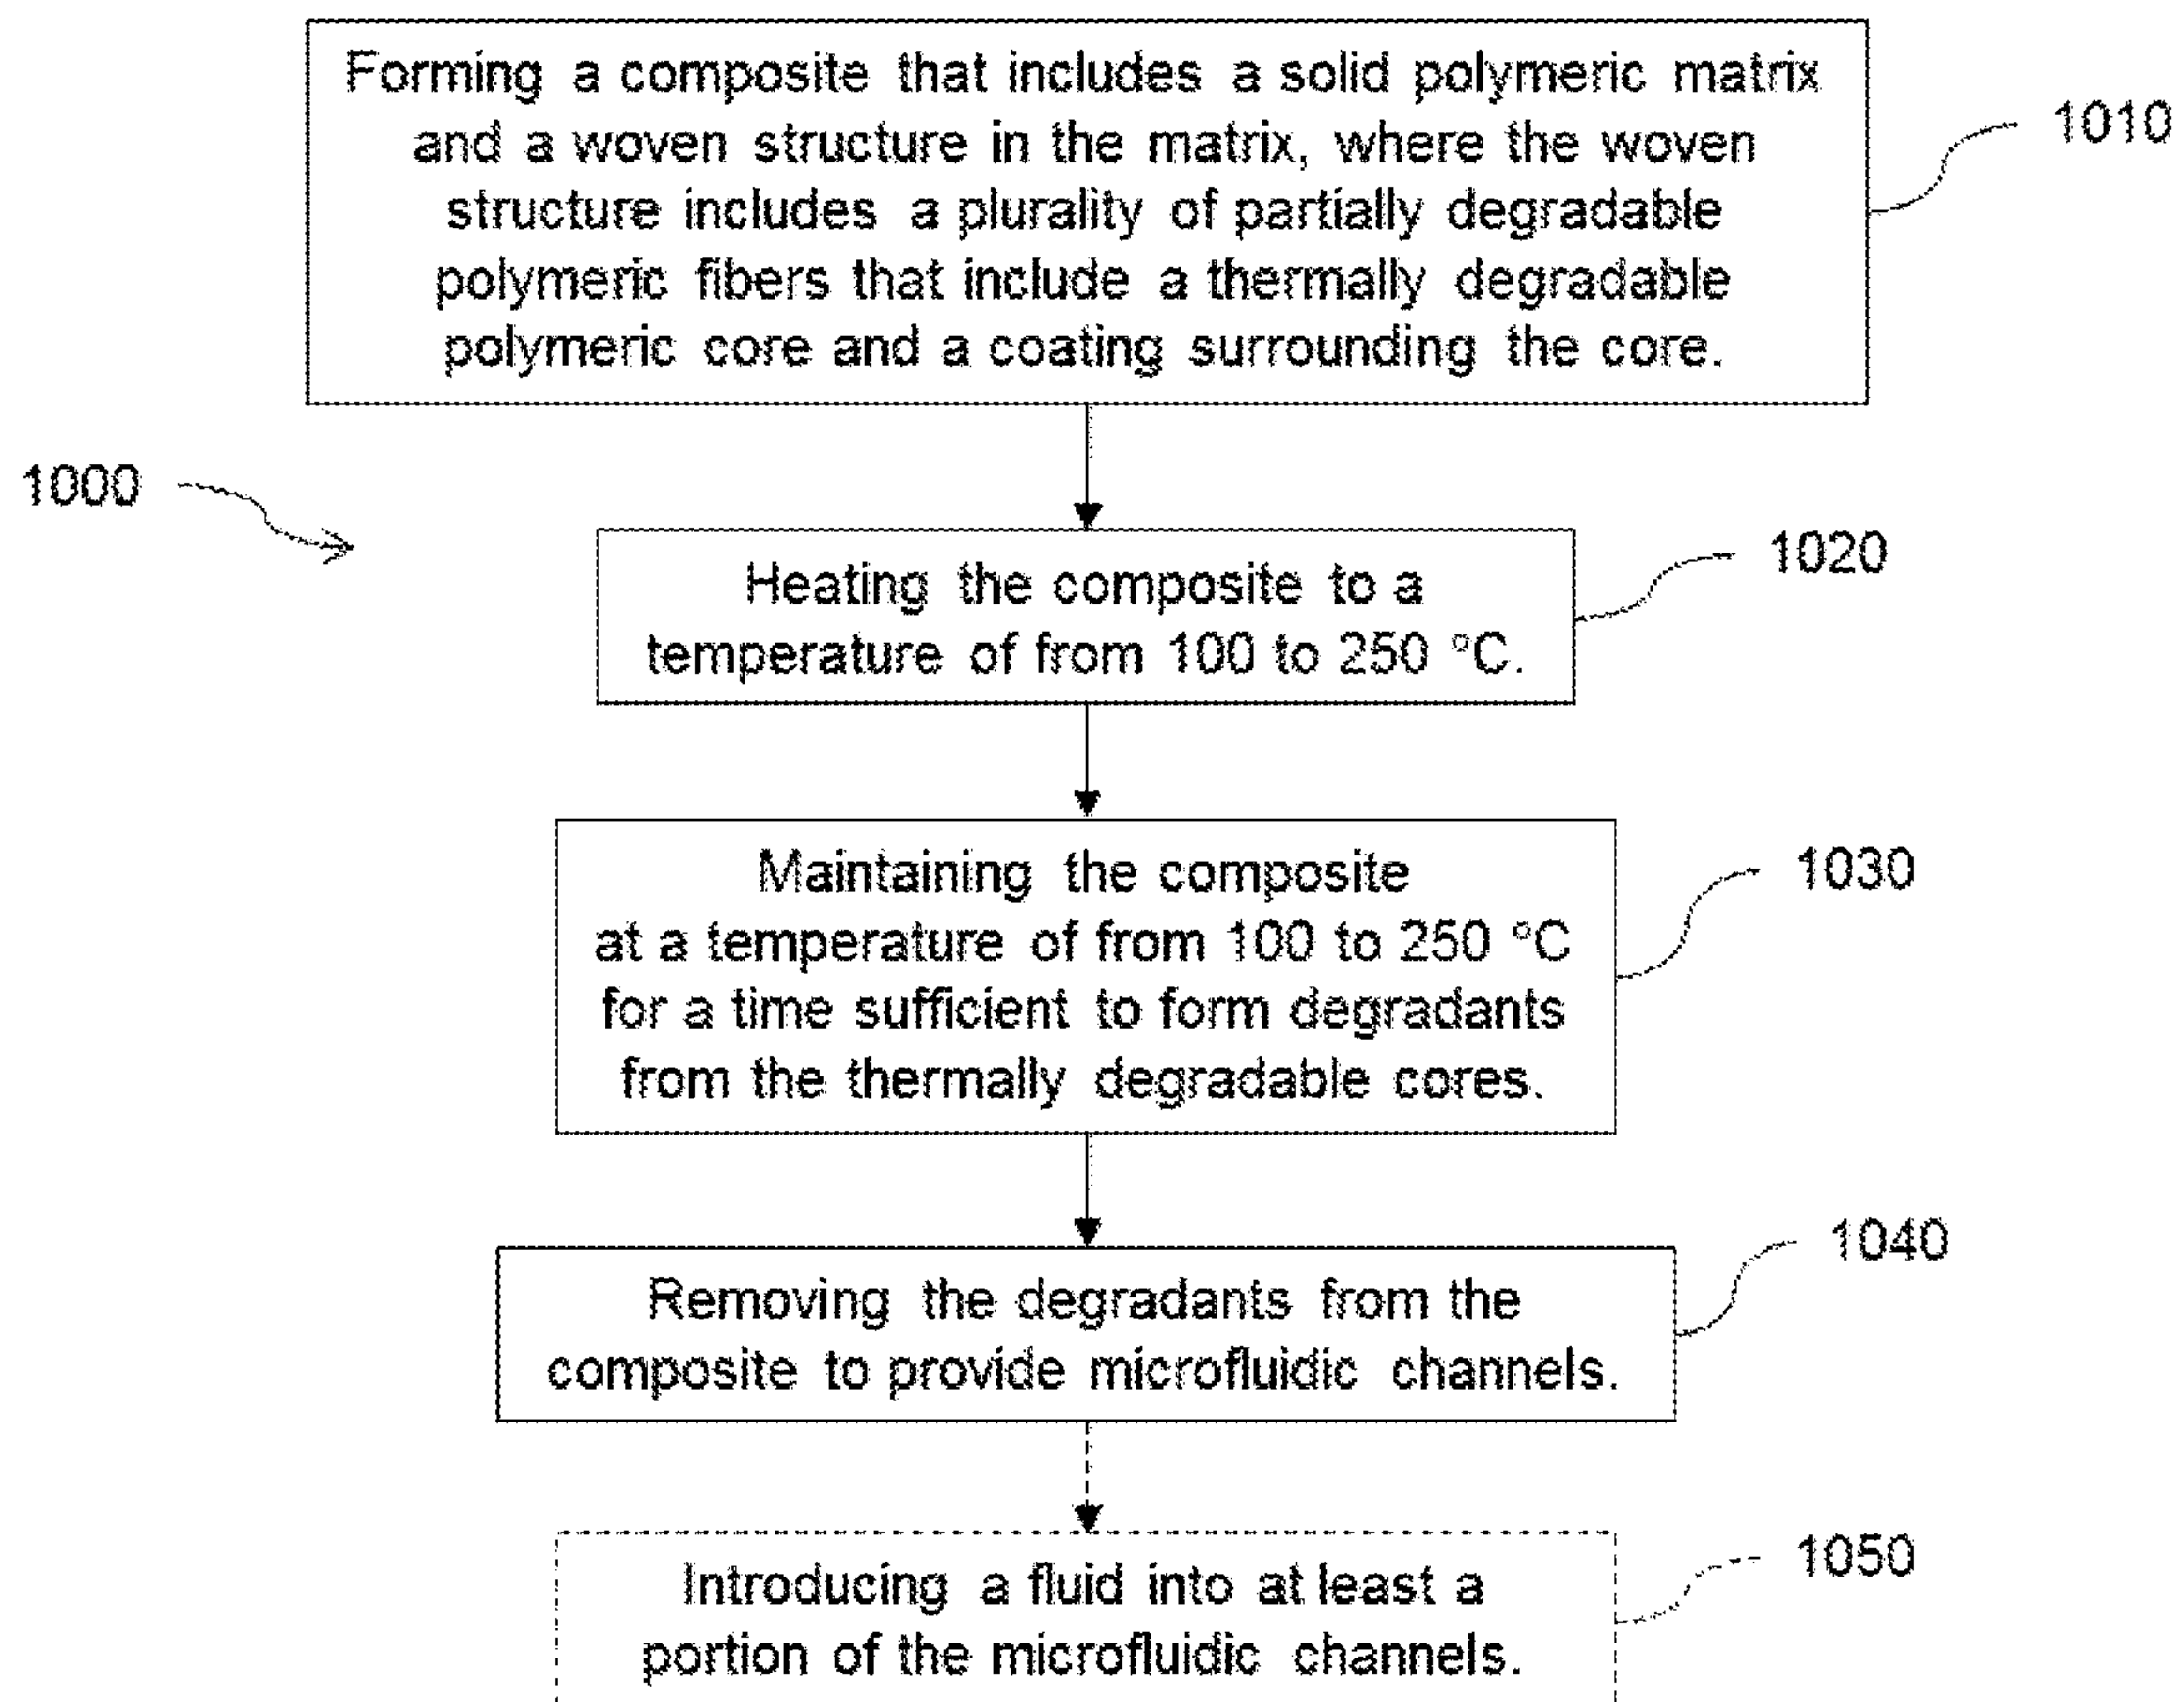 Forming a composite that includes a solid polymeric matrix
and a woven structure in the matrix, where the woven
structure includes a plurality of partially degradable
polymeric fibers that include a thermally degradable
polymeric core and a coating surrounding the core.
1010
1000
Heating the composite to a
temperature of from 100 to 250 °C.
1020
Maintaining the composite
at a temperature of from 100 to 250 °C
for a time sufficient to form degradants
from the thermally degradable cores.
1030
Removing the degradants from the
composite to provide microfluidic channels.
1040
Introducing a fluid into at least a
portion of the microfluidic channels.
1050